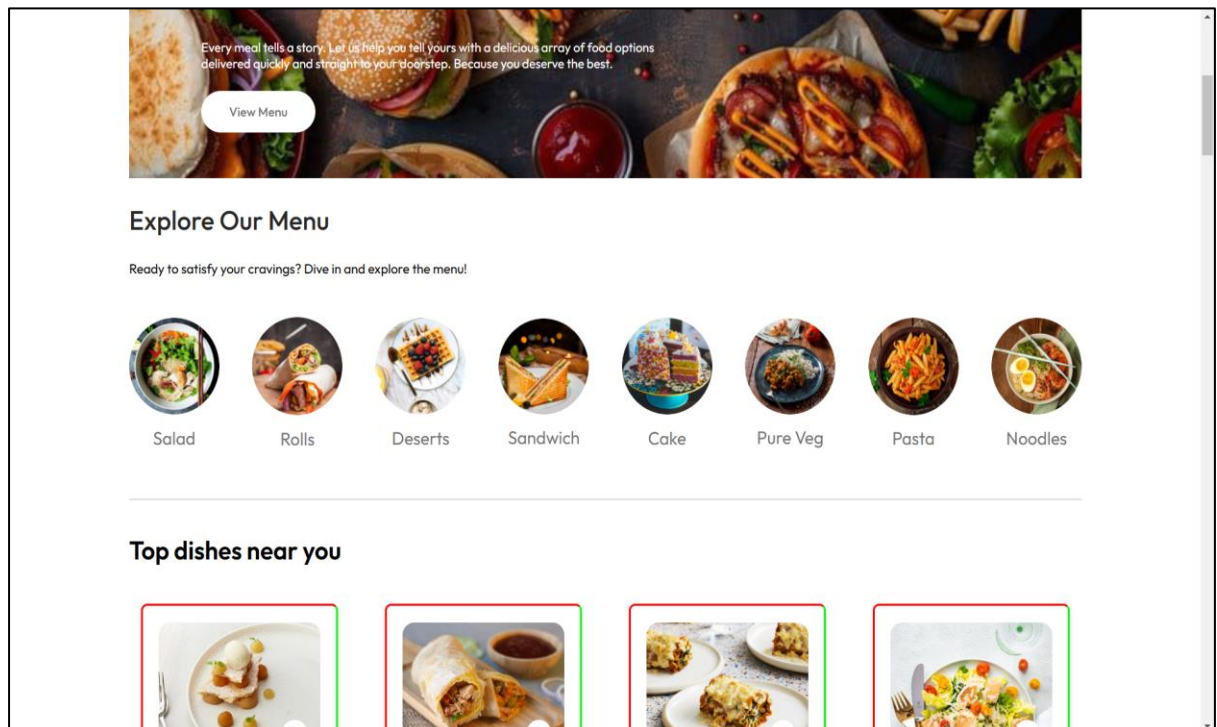 Every meal tells a story. Let us help you tell yours with a delicious array of food options
delivered quickly and straight to your doorstep. Because you deserve the best.
View Menu
Explore Our Menu
Ready to satisfy your cravings? Dive in and explore the menu!
Salad Rolls Deserts Sandwich Cake Pure Veg Pasta Noodles
Top dishes near you